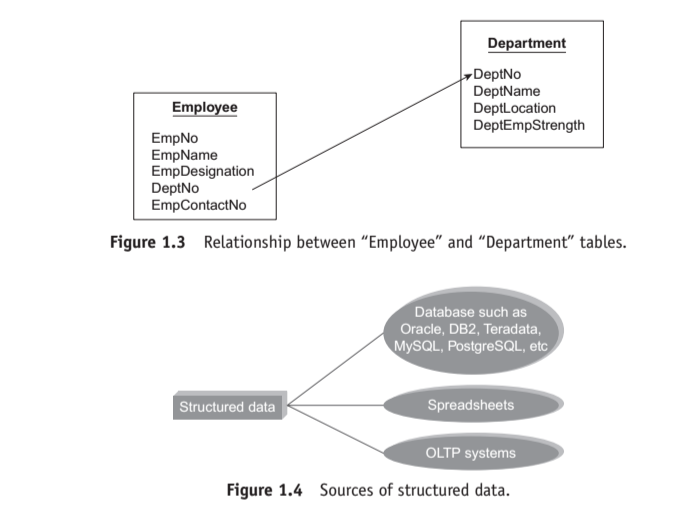 Department
DeptNo
DeptName
DeptLocation
DeptEmpStrength
Employee
EmpNo
EmpName
EmpDesignation
DeptNo
EmpContactNo
Figure 1.3 Relationship between “Employee” and “Department” tables.
Database such as
Oracle, DB2, Teradata,
MySQL, PostgreSQL, etc
Structured data
Spreadsheets
OLTP systems
Figure 1.4 Sources of structured data.